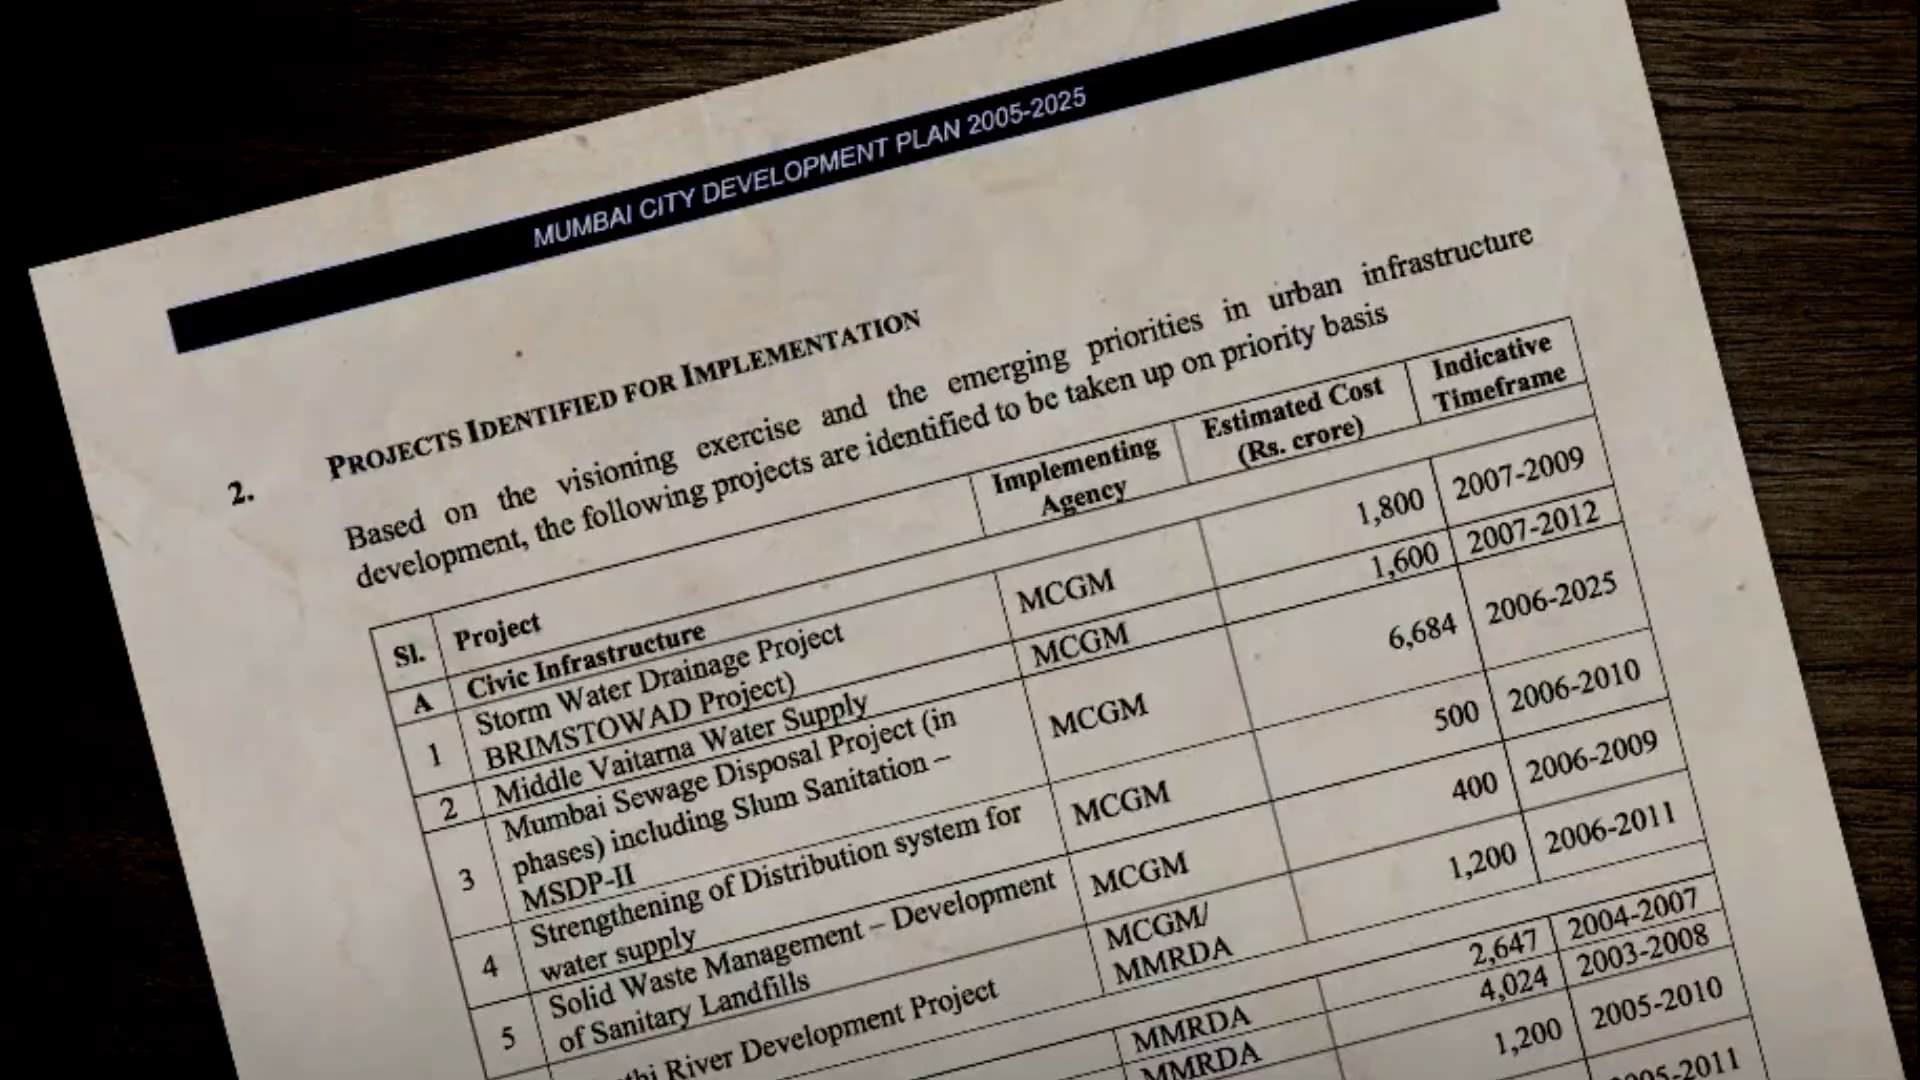 MUMBAI CITY DEVELOPMENT PLAN 2005-2025
2. PROJECTS IDENTIFIED FOR IMPLEMENTATION
Based on the visioning exercise and the emerging priorities in urban infrastructure
development, the following projects are identified to be taken up on priority basis
Sl. Project Implementing Agency Estimated Cost (Rs. crore) Indicative Timeframe
A Civic Infrastructure
1 Storm Water Drainage Project MCGM 1,800 2007-2009
BRIMSTOWAD Project)
2 Middle Vaitarna Water Supply MCGM 1,600 2007-2012
3 Mumbai Sewage Disposal Project (in MCGM 6,684 2006-2025
phases) including Slum Sanitation –
MSDP-II
4 Strengthening of Distribution system for MCGM 500 2006-2010
water supply
5 Solid Waste Management – Development MCGM 400 2006-2009
of Sanitary Landfills
River Development Project MCGM/ MMRDA 1,200 2006-2011
MMRDA 2,647 2004-2007
MMRDA 4,024 2003-2008
1,200 2005-2010